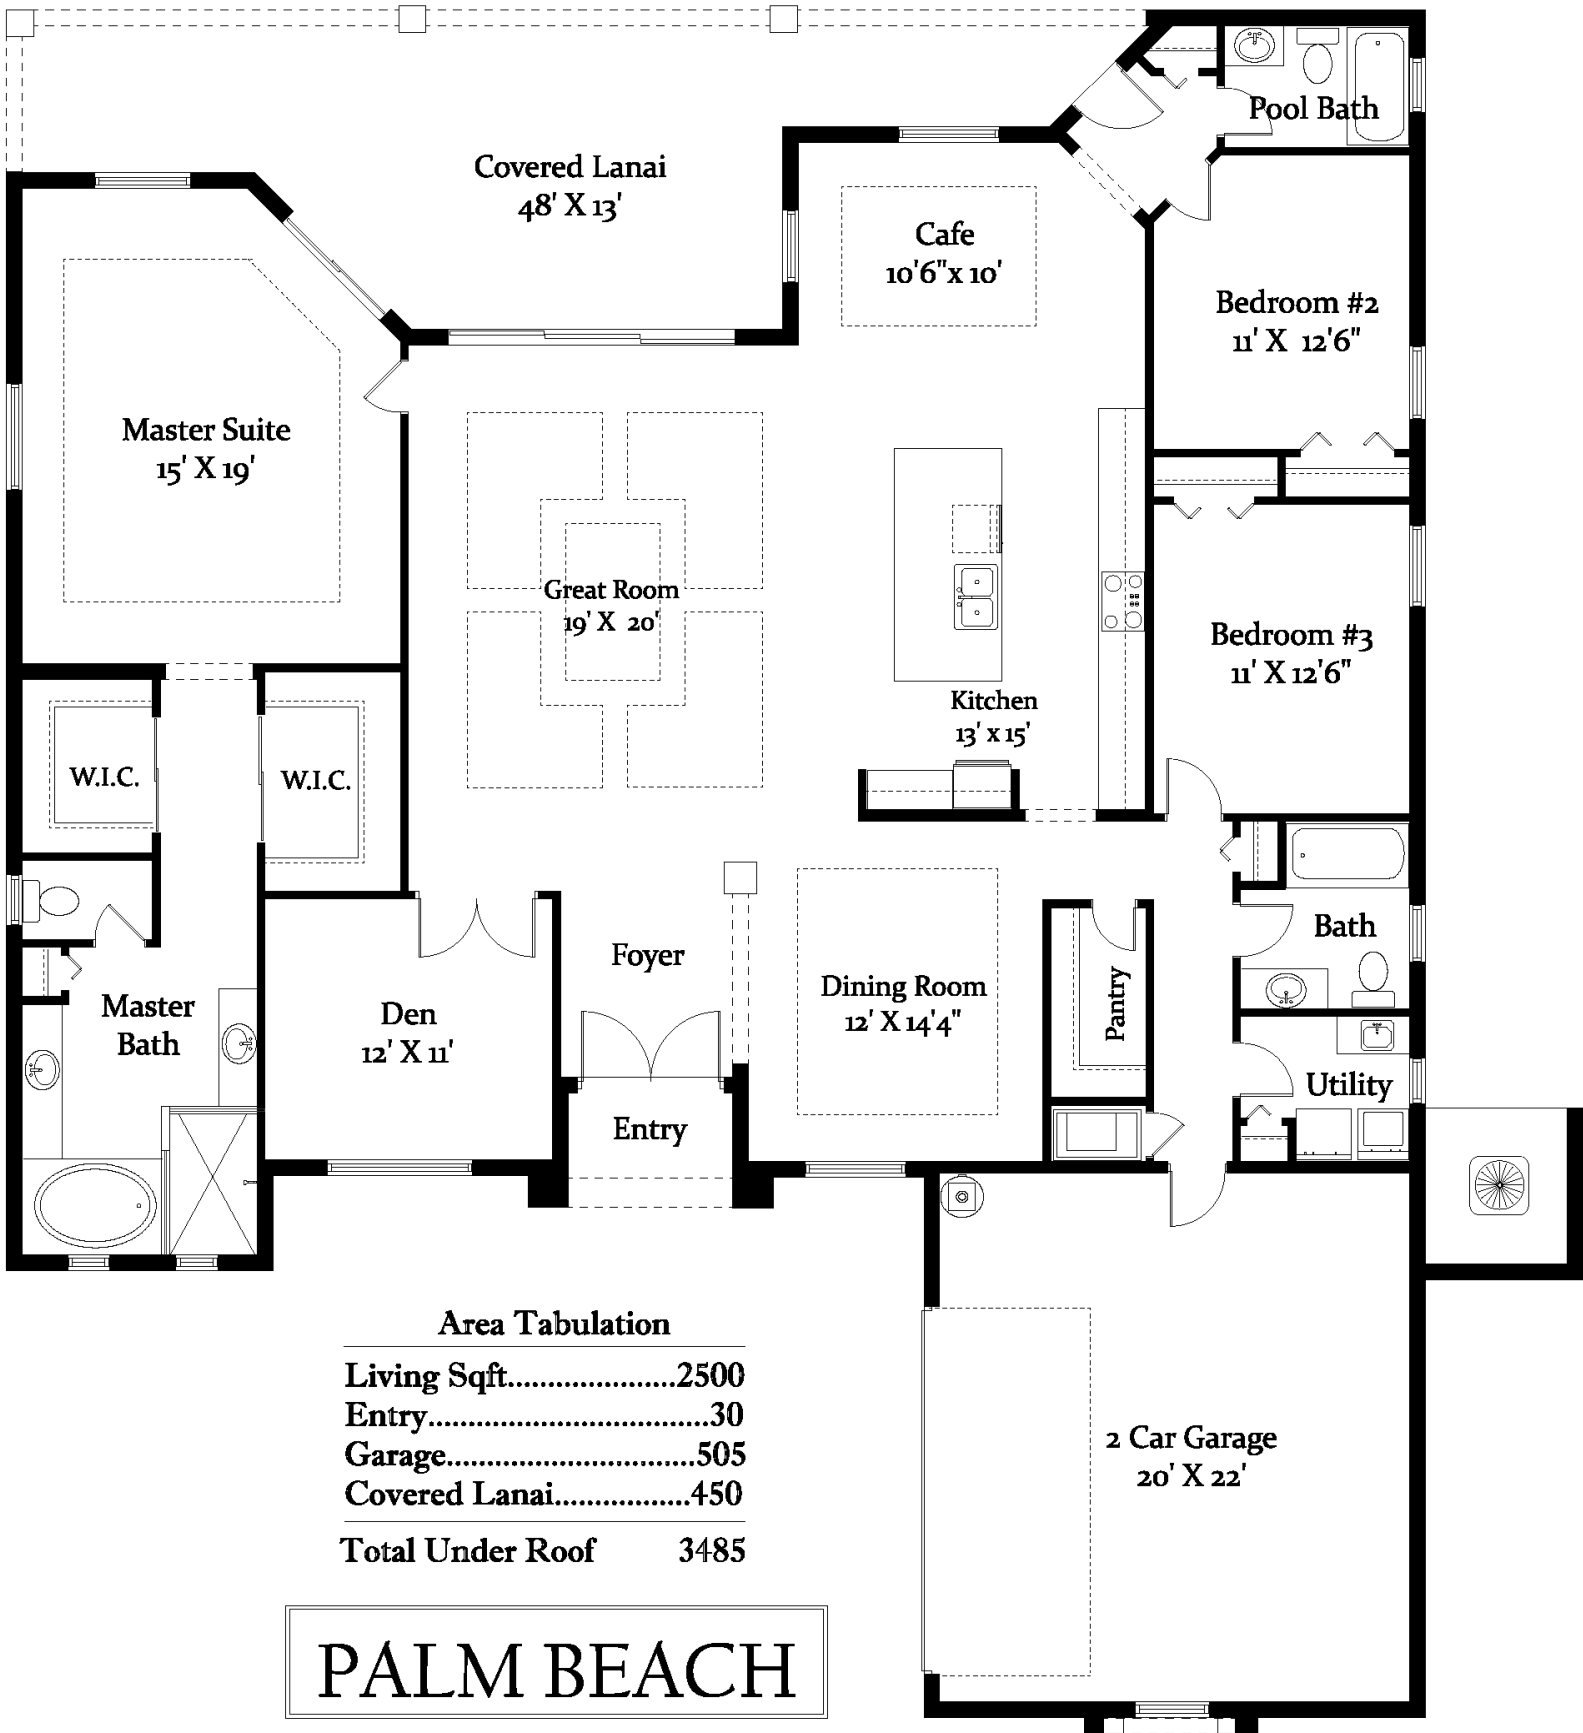 Pool Bath
Covered Lanai
48' X 13'
Cafe
10'6"x 10'
Bedroom #2
11' X 12'6"
Master Suite
15' X 19'
Great Room
19' X 20'
Bedroom #3
11' X 12'6"
Kitchen
13' x 15'
W.I.C.
W.I.C.
Foyer
Bath
Dining Room
12' X 14'4"
Pantry
Master
Bath
Den
12' X 11'
Utility
Entry
Area Tabulation
Living Sqft.....................2500
Entry...................................30
Garage...............................505
Covered Lanai.................450
Total Under Roof 3485
2 Car Garage
20' X 22'
PALM BEACH